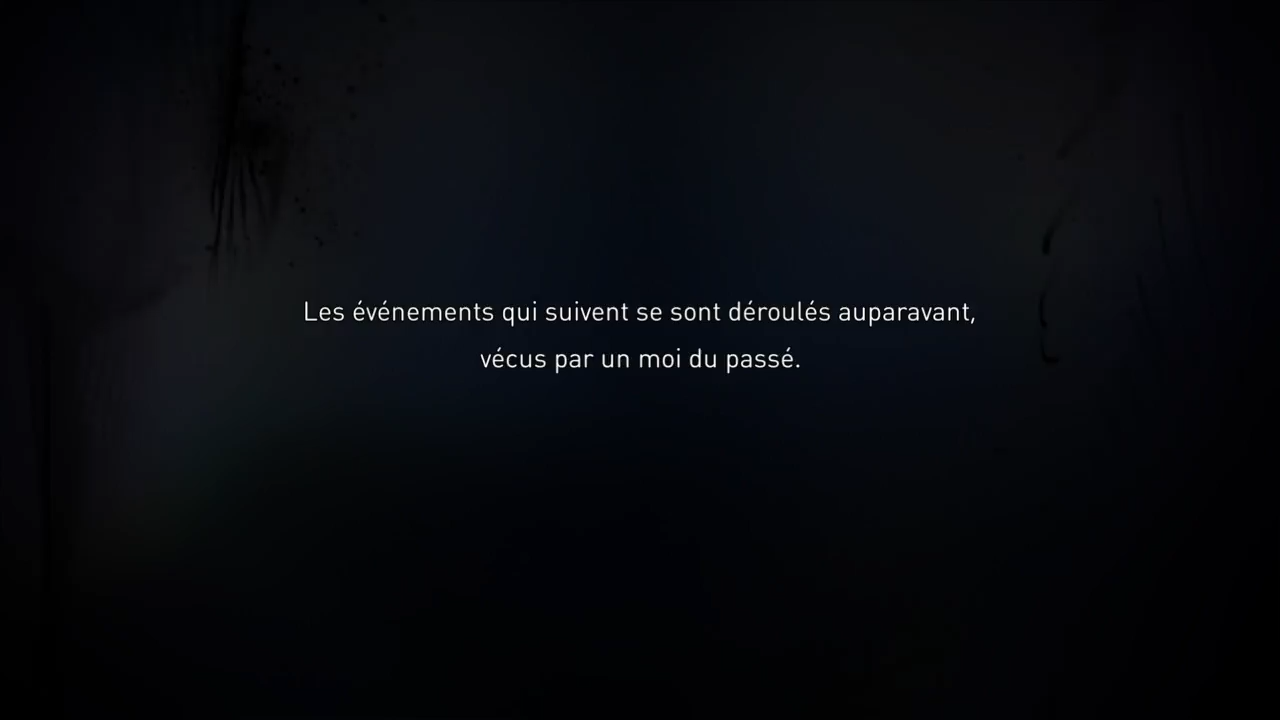 Les événements qui suivent se sont déroulés auparavant,
vécus par un moi du passé.